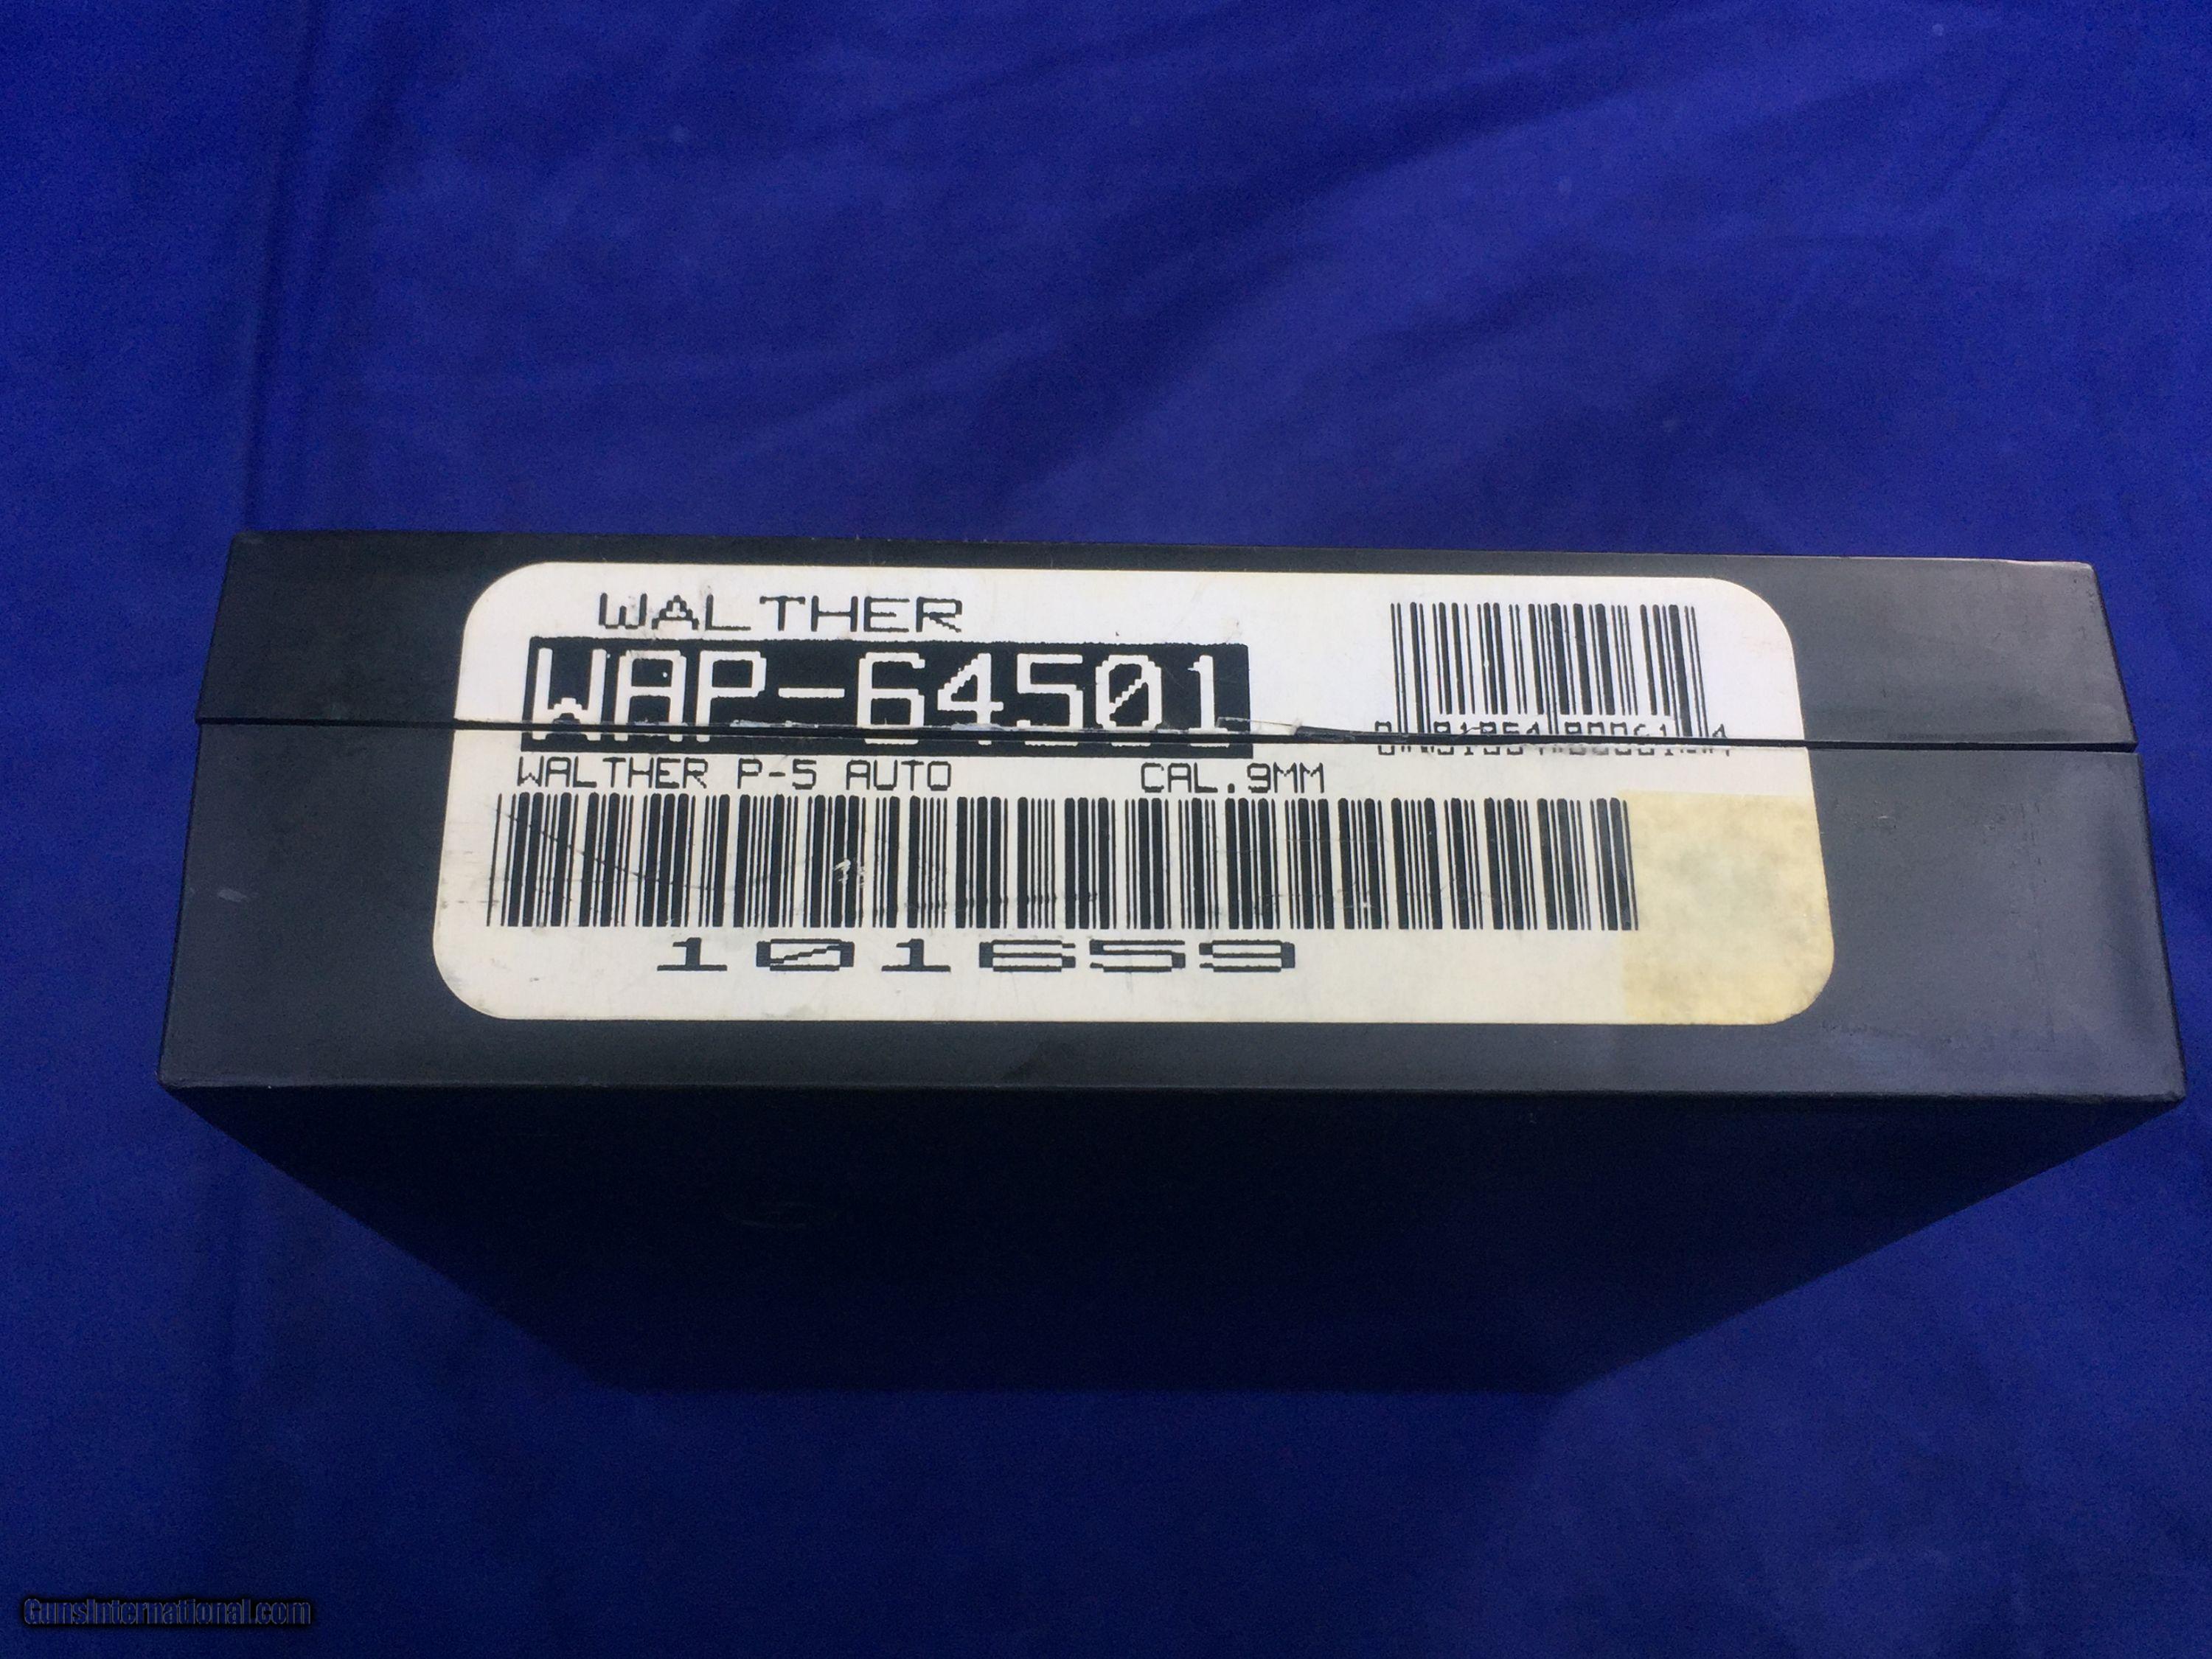 WALTHER
WAP-64501
WALTHER P-5 AUTO CAL.9MM
101659
GunsInternational.com